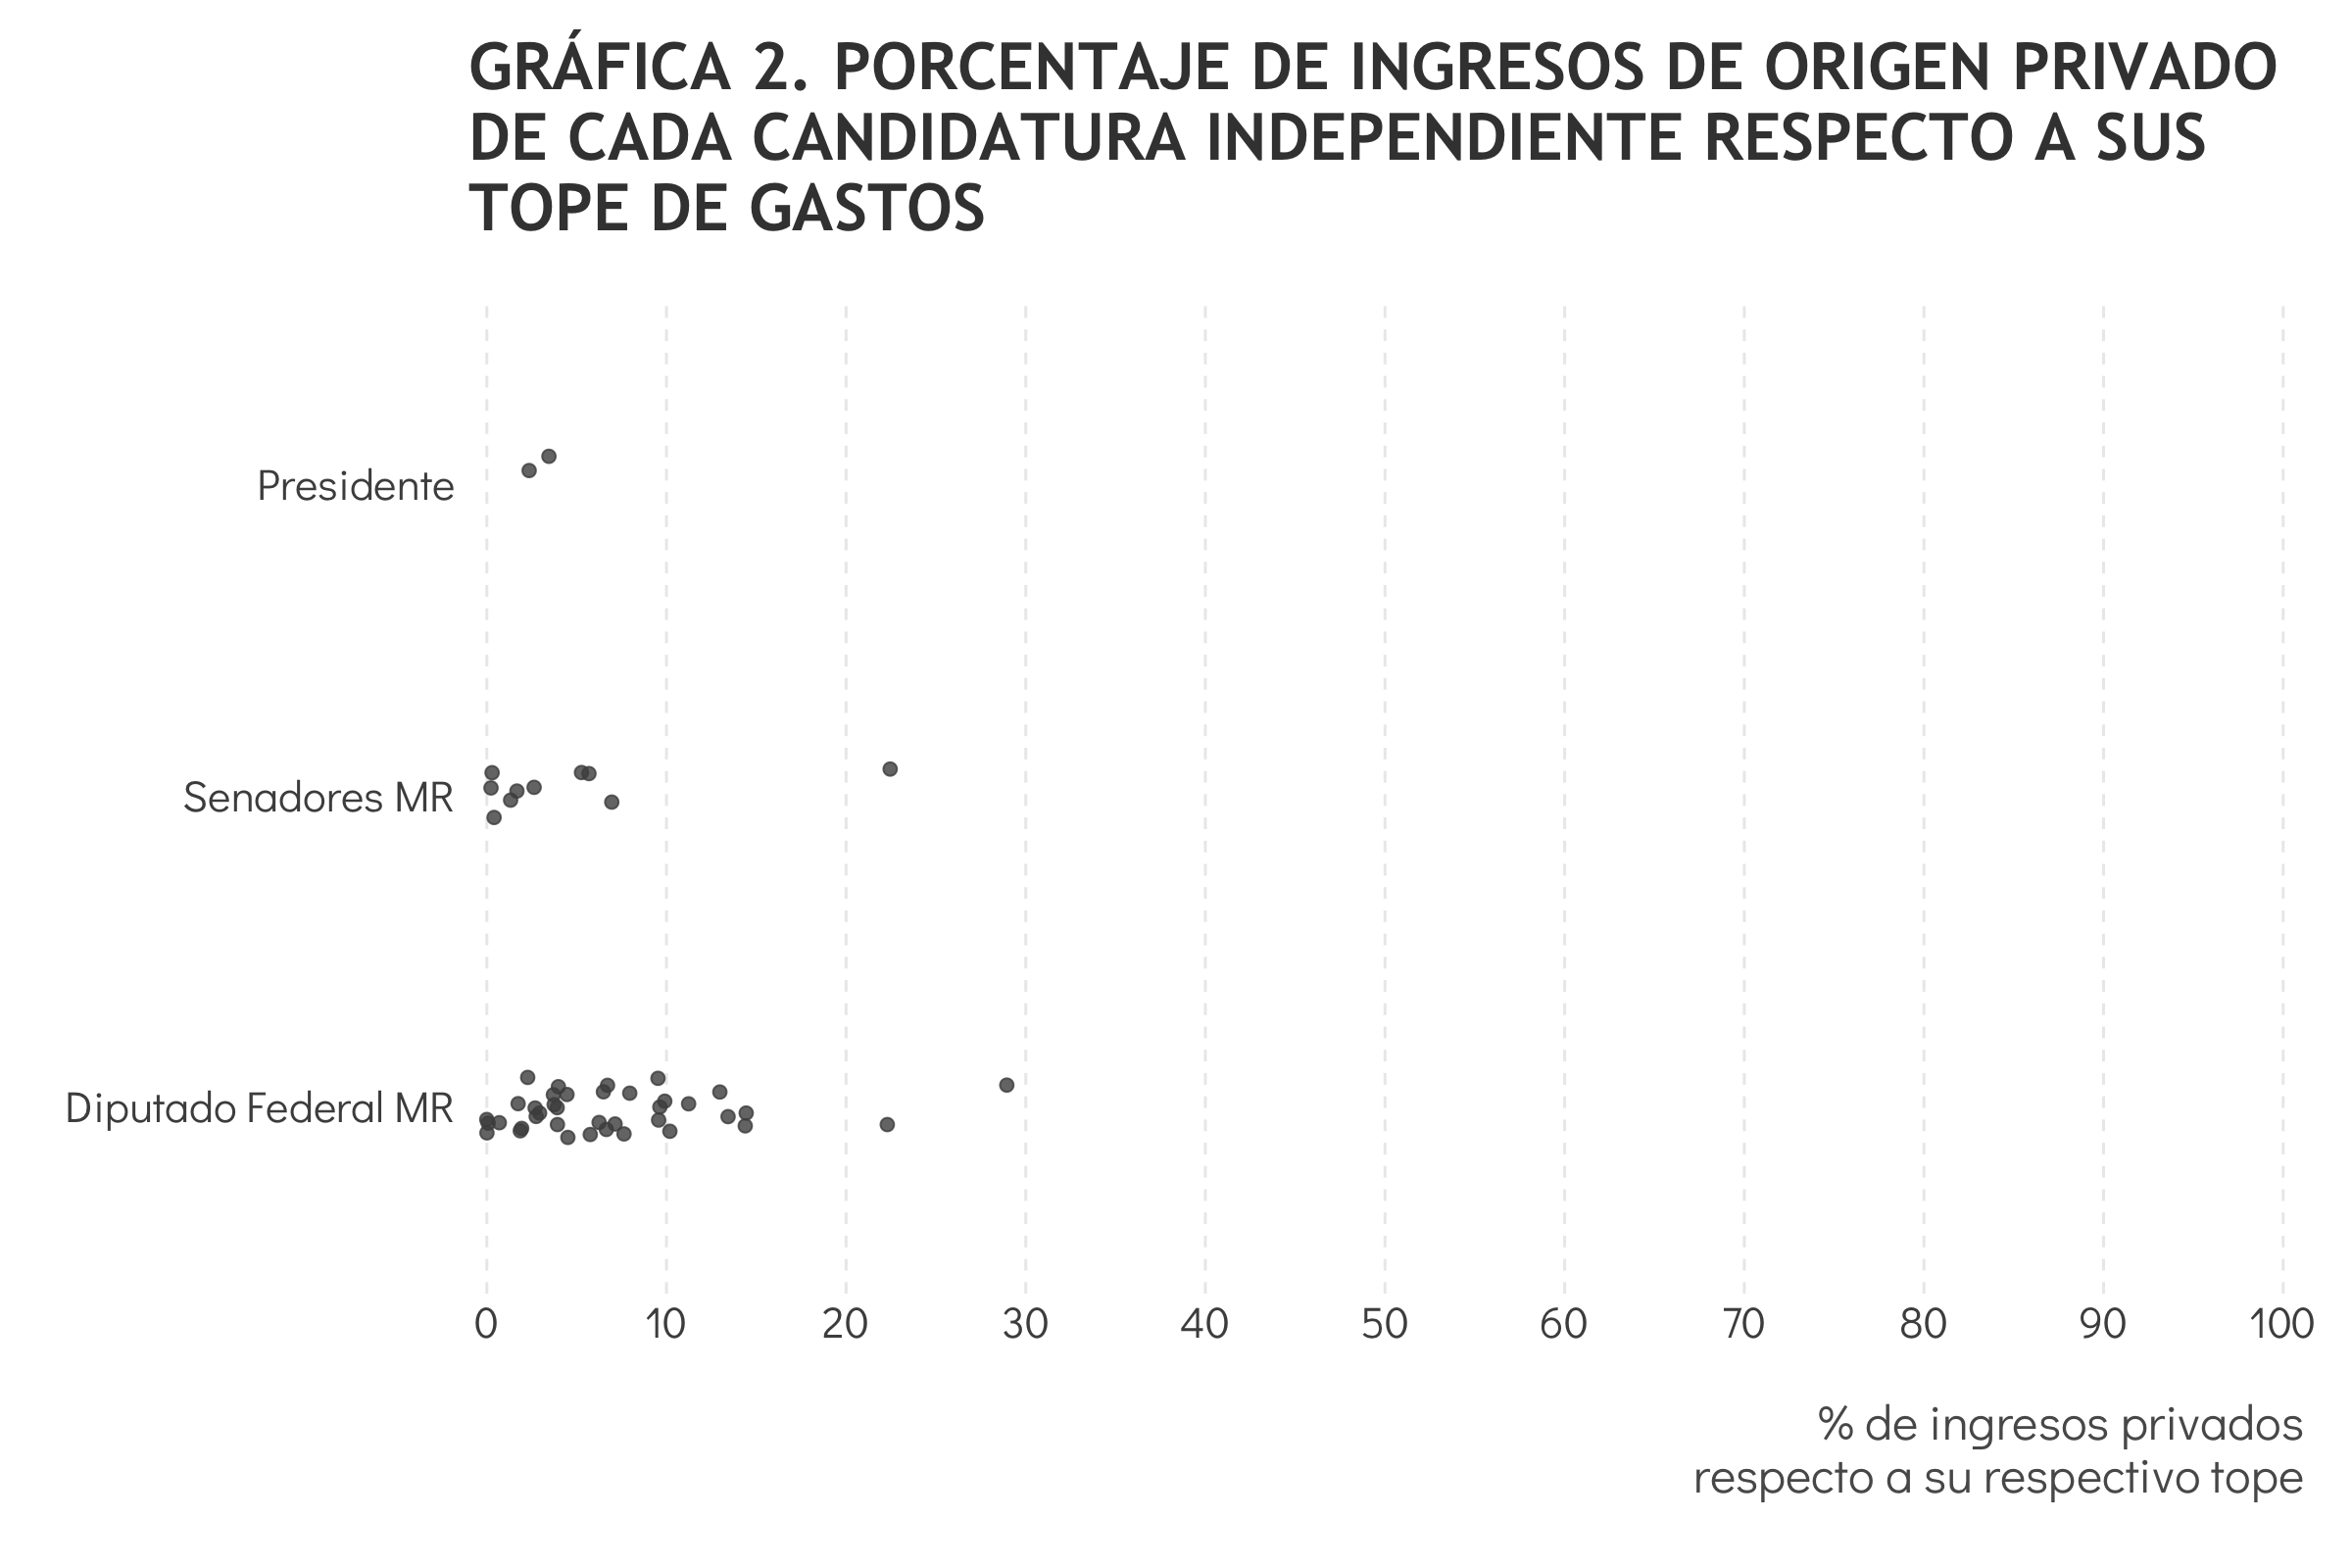 GRÁFICA 2. PORCENTAJE DE INGRESOS DE ORIGEN PRIVADO
DE CADA CANDIDATURA INDEPENDIENTE RESPECTO A SUS
TOPE DE GASTOS
Presidente
Senadores MR
Diputado Federal MR
0 10 20 30 40 50 60 70 80 90 100
% de ingresos privados
respecto a su respectivo tope